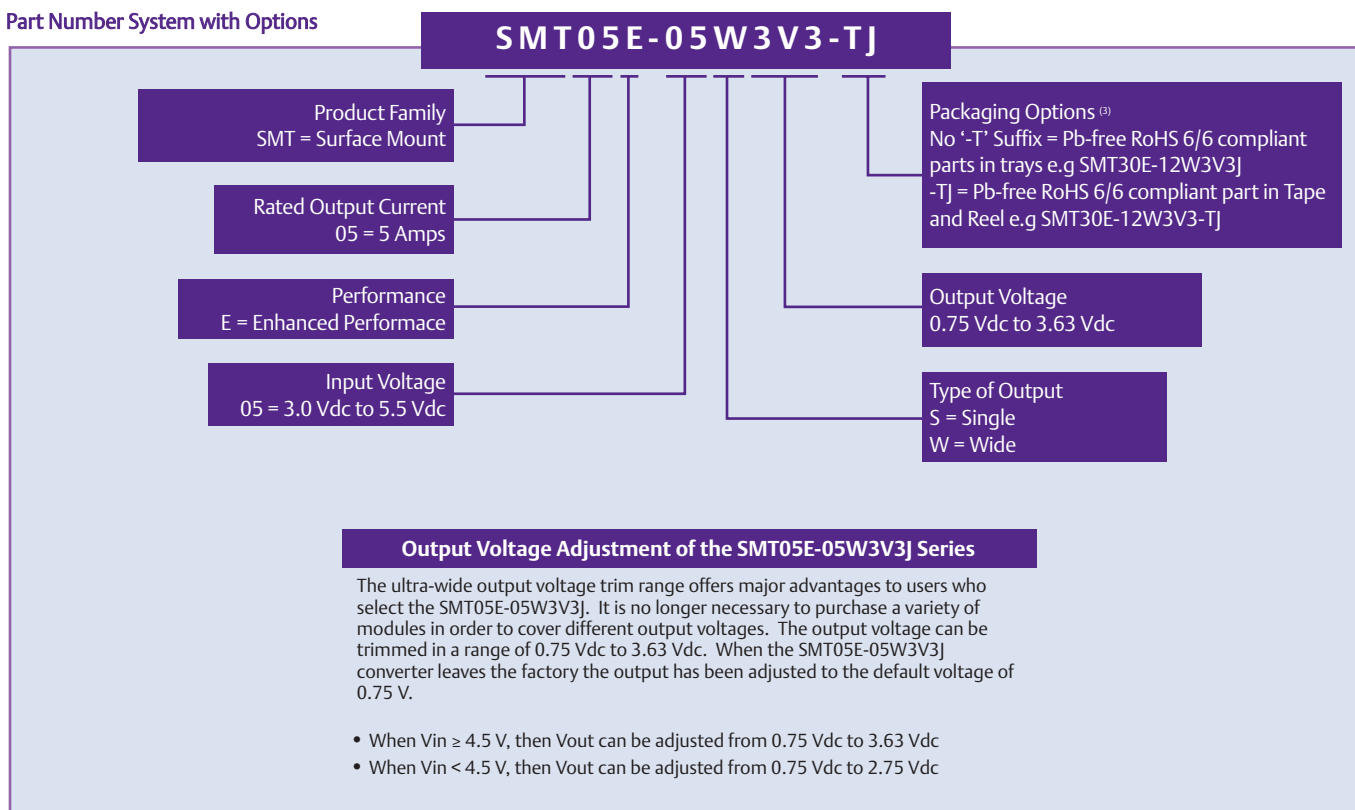 Part Number System with Options
SMT05E-05W3V3-TJ
Product Family
SMT = Surface Mount
Rated Output Current
05 = 5 Amps
Performance
E = Enhanced Performace
Input Voltage
05 = 3.0 Vdc to 5.5 Vdc
Packaging Options (3)
No ‘-T’ Suffix = Pb-free RoHS 6/6 compliant
parts in trays e.g SMT30E-12W3V3J
-TJ = Pb-free RoHS 6/6 compliant part in Tape
and Reel e.g SMT30E-12W3V3-TJ
Output Voltage
0.75 Vdc to 3.63 Vdc
Type of Output
S = Single
W = Wide
Output Voltage Adjustment of the SMT05E-05W3V3J Series
The ultra-wide output voltage trim range offers major advantages to users who
select the SMT05E-05W3V3J. It is no longer necessary to purchase a variety of
modules in order to cover different output voltages. The output voltage can be
trimmed in a range of 0.75 Vdc to 3.63 Vdc. When the SMT05E-05W3V3J
converter leaves the factory the output has been adjusted to the default voltage of
0.75 V.
• When Vin ≥ 4.5 V, then Vout can be adjusted from 0.75 Vdc to 3.63 Vdc
• When Vin < 4.5 V, then Vout can be adjusted from 0.75 Vdc to 2.75 Vdc